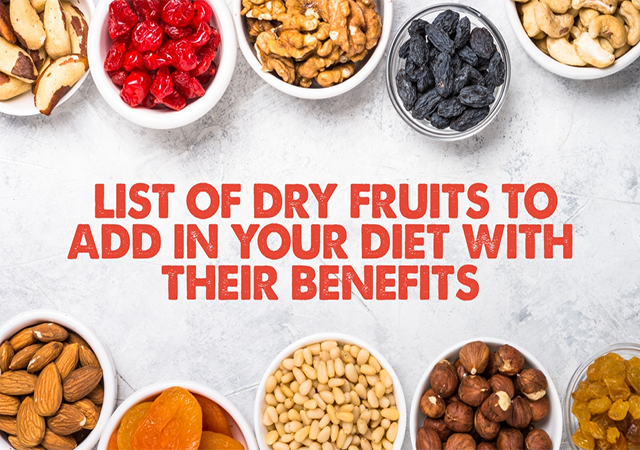 LIST OF DRY FRUITS TO
ADD IN YOUR DIET WITH
THEIR BENEFITS